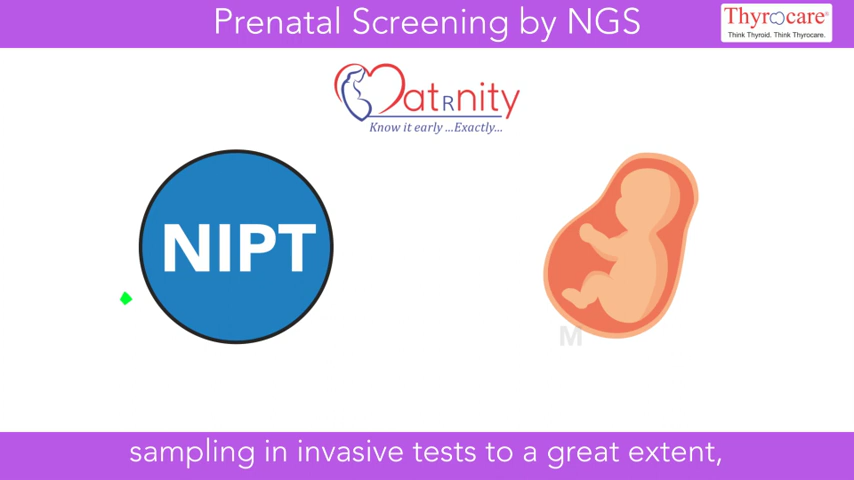 Prenatal Screening by NGS
Thyrocare®
Think Thyroid. Think Thyrocare.
atRnity
Know it early ...Exactly...
NIPT
M
sampling in invasive tests to a great extent,